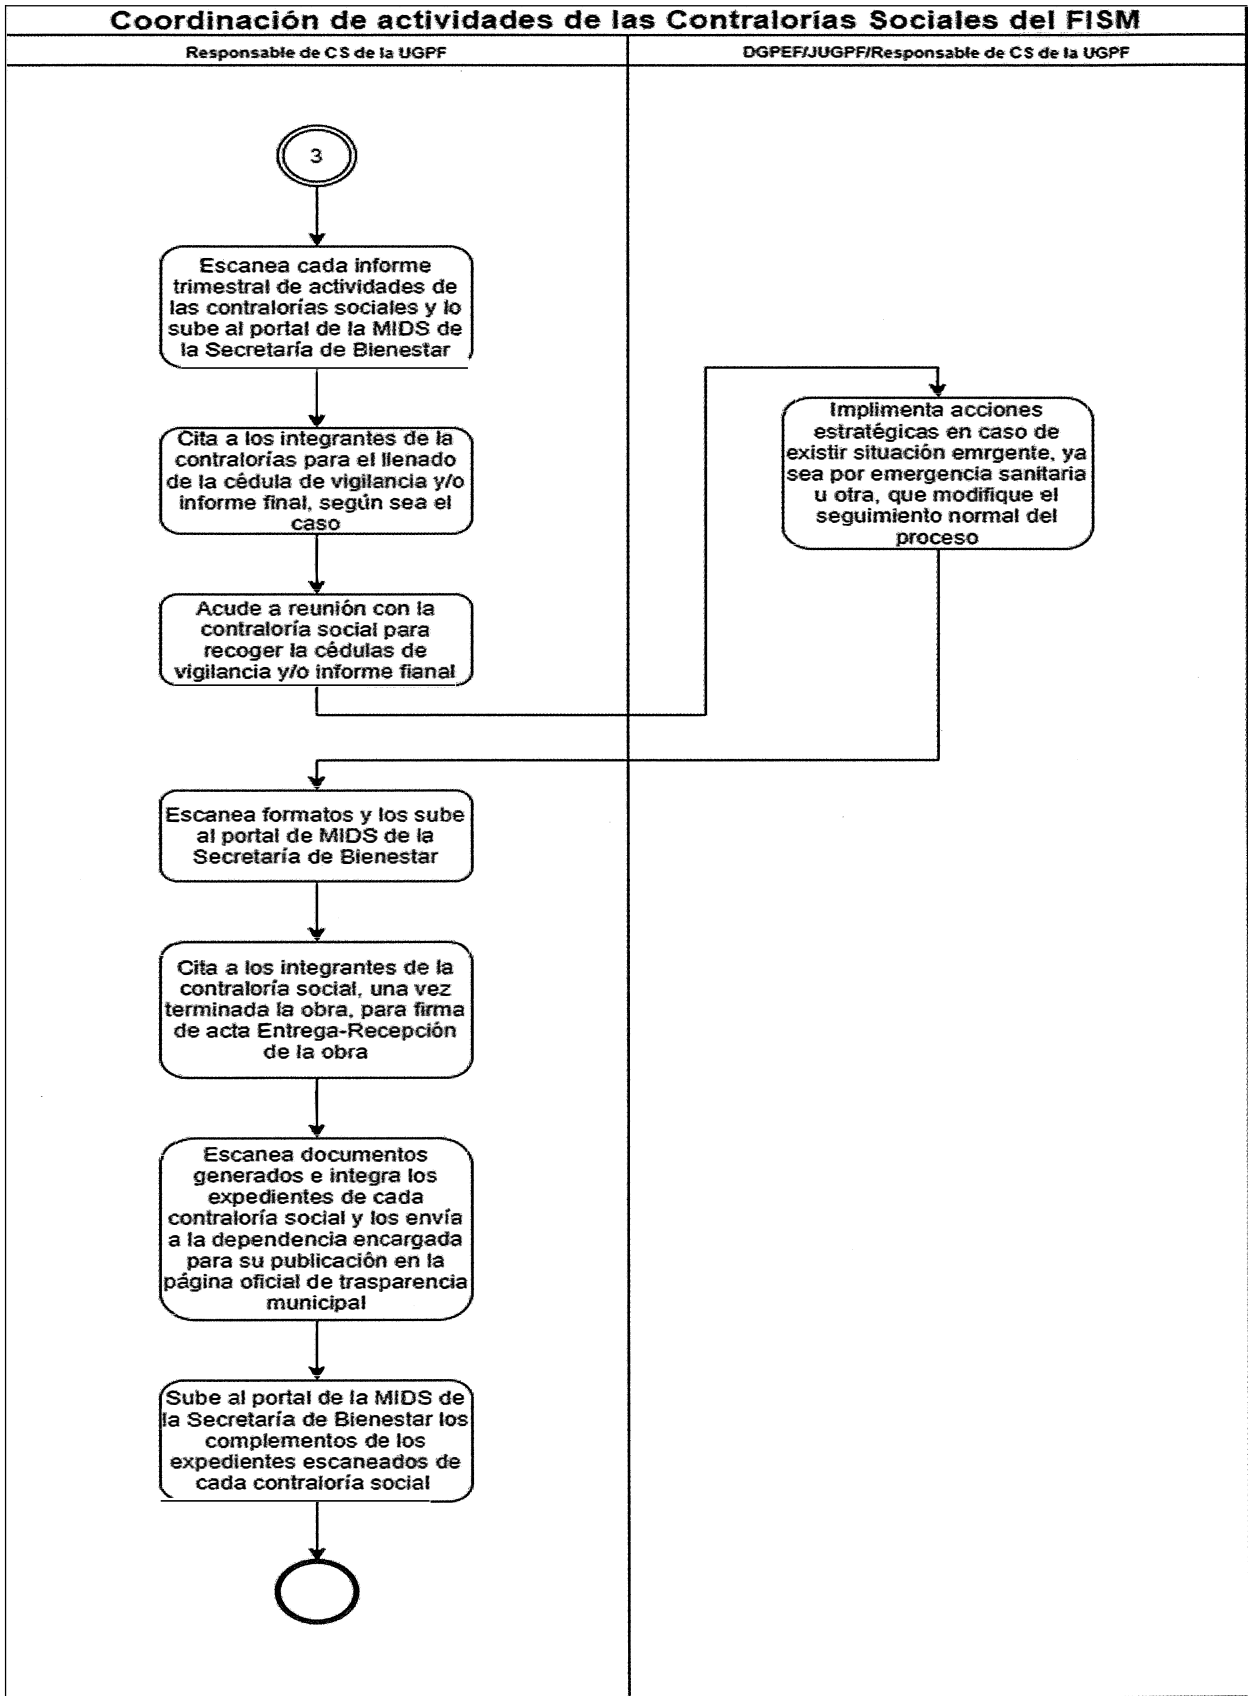 Coordinación de actividades de las Contralorías Sociales del FISM
Responsable de CS de la UGPF
DGPEF/JUGPF/Responsable de CS de la UGPF
3
Escanea cada informe
trimestral de actividades de
las contralorías sociales y lo
sube al portal de la MIDS de
la Secretaría de Bienestar
Cita a los integrantes de la
contralorías para el llenado
de la cédula de vigilancia y/o
informe final, según sea el
caso
Acude a reunión con la
contraloría social para
recoger la cédulas de
vigilancia y/o informe fianal
Implimenta acciones
estratégicas en caso de
existir situación emrgente, ya
sea por emergencia sanitaria
u otra, que modifique el
seguimiento normal del
proceso
Escanea formatos y los sube
al portal de MIDS de la
Secretaría de Bienestar
Cita a los integrantes de la
contraloría social, una vez
terminada la obra, para firma
de acta Entrega-Recepción
de la obra
Escanea documentos
generados e integra los
expedientes de cada
contraloría social y los envía
a la dependencia encargada
para su publicación en la
página oficial de trasparencia
municipal
Sube al portal de la MIDS de
la Secretaría de Bienestar los
complementos de los
expedientes escaneados de
cada contraloría social